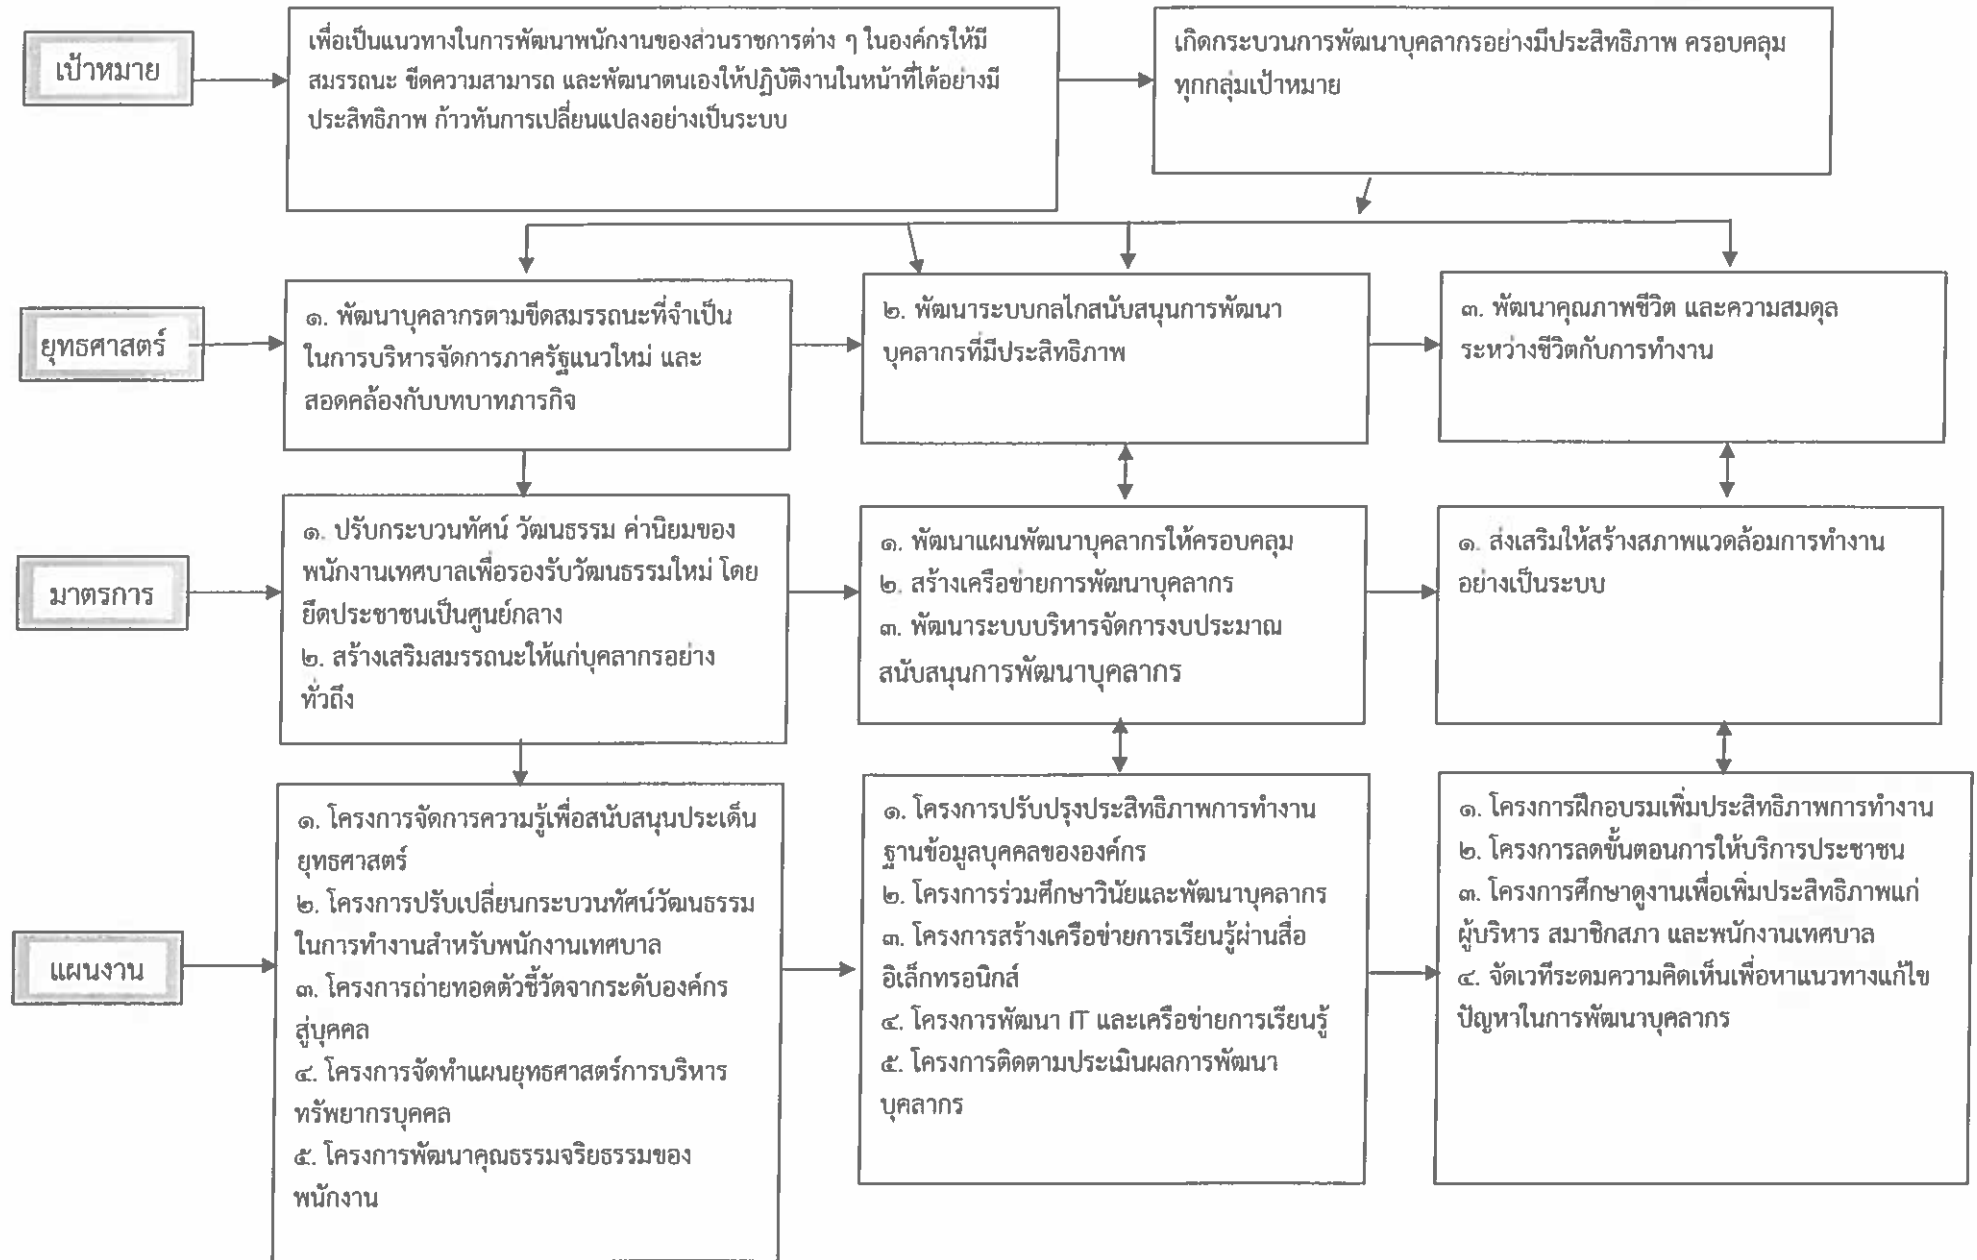 เป้าหมาย
เพื่อเป็นแนวทางในการพัฒนาพนักงานของส่วนราชการต่าง ๆ ในองค์กรให้มี
สมรรถนะ ขีดความสามารถ และพัฒนาตนเองให้ปฏิบัติงานในหน้าที่ได้อย่างมี
ประสิทธิภาพ ก้าวทันการเปลี่ยนแปลงอย่างเป็นระบบ
เกิดกระบวนการพัฒนาบุคลากรอย่างมีประสิทธิภาพ ครอบคลุม
ทุกกลุ่มเป้าหมาย
ยุทธศาสตร์
๑. พัฒนาบุคลากรตามขีดสมรรถนะที่จำเป็น
ในการบริหารจัดการภาครัฐแนวใหม่ และ
สอดคล้องกับบทบาทภารกิจ
๒. พัฒนาระบบกลไกสนับสนุนการพัฒนา
บุคลากรที่มีประสิทธิภาพ
๓. พัฒนาคุณภาพชีวิต และความสมดุล
ระหว่างชีวิตกับการทำงาน
มาตรการ
๑. ปรับกระบวนทัศน์ วัฒนธรรม ค่านิยมของ
พนักงานเทศบาลเพื่อรองรับวัฒนธรรมใหม่ โดย
ยึดประชาชนเป็นศูนย์กลาง
๒. สร้างเสริมสมรรถนะให้แก่บุคลากรอย่าง
ทั่วถึง
๑. พัฒนาแผนพัฒนาบุคลากรให้ครอบคลุม
๒. สร้างเครือข่ายการพัฒนาบุคลากร
๓. พัฒนาระบบบริหารจัดการงบประมาณ
สนับสนุนการพัฒนาบุคลากร
๑. ส่งเสริมให้สร้างสภาพแวดล้อมการทำงาน
อย่างเป็นระบบ
แผนงาน
๑. โครงการจัดการความรู้เพื่อสนับสนุนประเด็น
ยุทธศาสตร์
๒. โครงการปรับเปลี่ยนกระบวนทัศน์วัฒนธรรม
ในการทำงานสำหรับพนักงานเทศบาล
๓. โครงการถ่ายทอดตัวชี้วัดจากระดับองค์กร
สู่บุคคล
๔. โครงการจัดทำแผนยุทธศาสตร์การบริหาร
ทรัพยากรบุคคล
๕. โครงการพัฒนาคุณธรรมจริยธรรมของ
พนักงาน
๑. โครงการปรับปรุงประสิทธิภาพการทำงาน
ฐานข้อมูลบุคคลขององค์กร
๒. โครงการร่วมศึกษาวินัยและพัฒนาบุคลากร
๓. โครงการสร้างเครือข่ายการเรียนรู้ผ่านสื่อ
อิเล็กทรอนิกส์
๔. โครงการพัฒนา IT และเครือข่ายการเรียนรู้
๕. โครงการติดตามประเมินผลการพัฒนา
บุคลากร
๑. โครงการฝึกอบรมเพิ่มประสิทธิภาพการทำงาน
๒. โครงการลดขั้นตอนการให้บริการประชาชน
๓. โครงการศึกษาดูงานเพื่อเพิ่มประสิทธิภาพแก่
ผู้บริหาร สมาชิกสภา และพนักงานเทศบาล
๔. จัดเวทีระดมความคิดเห็นเพื่อหาแนวทางแก้ไข
ปัญหาในการพัฒนาบุคลากร